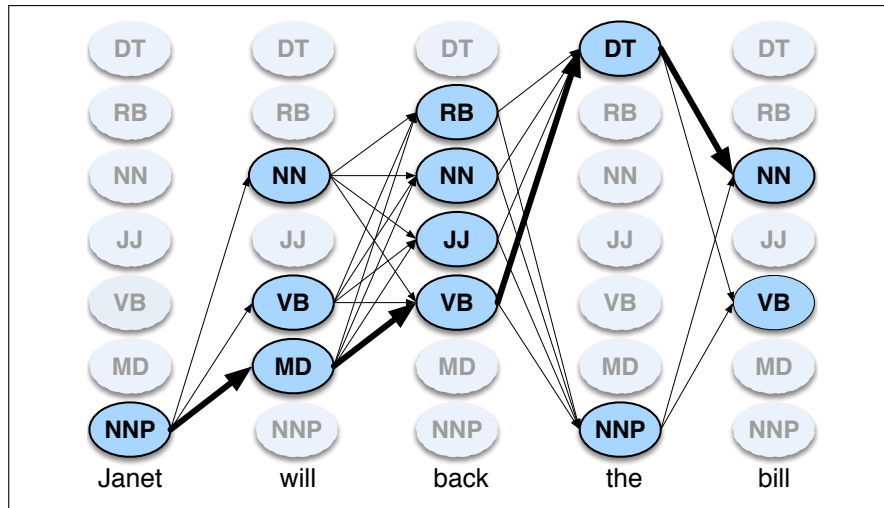 DT DT DT DT DT
RB RB RB RB RB
NN NN NN NN NN
JJ JJ JJ JJ JJ
VB VB VB VB VB
MD MD MD MD MD
NNP NNP NNP NNP NNP
Janet will back the bill